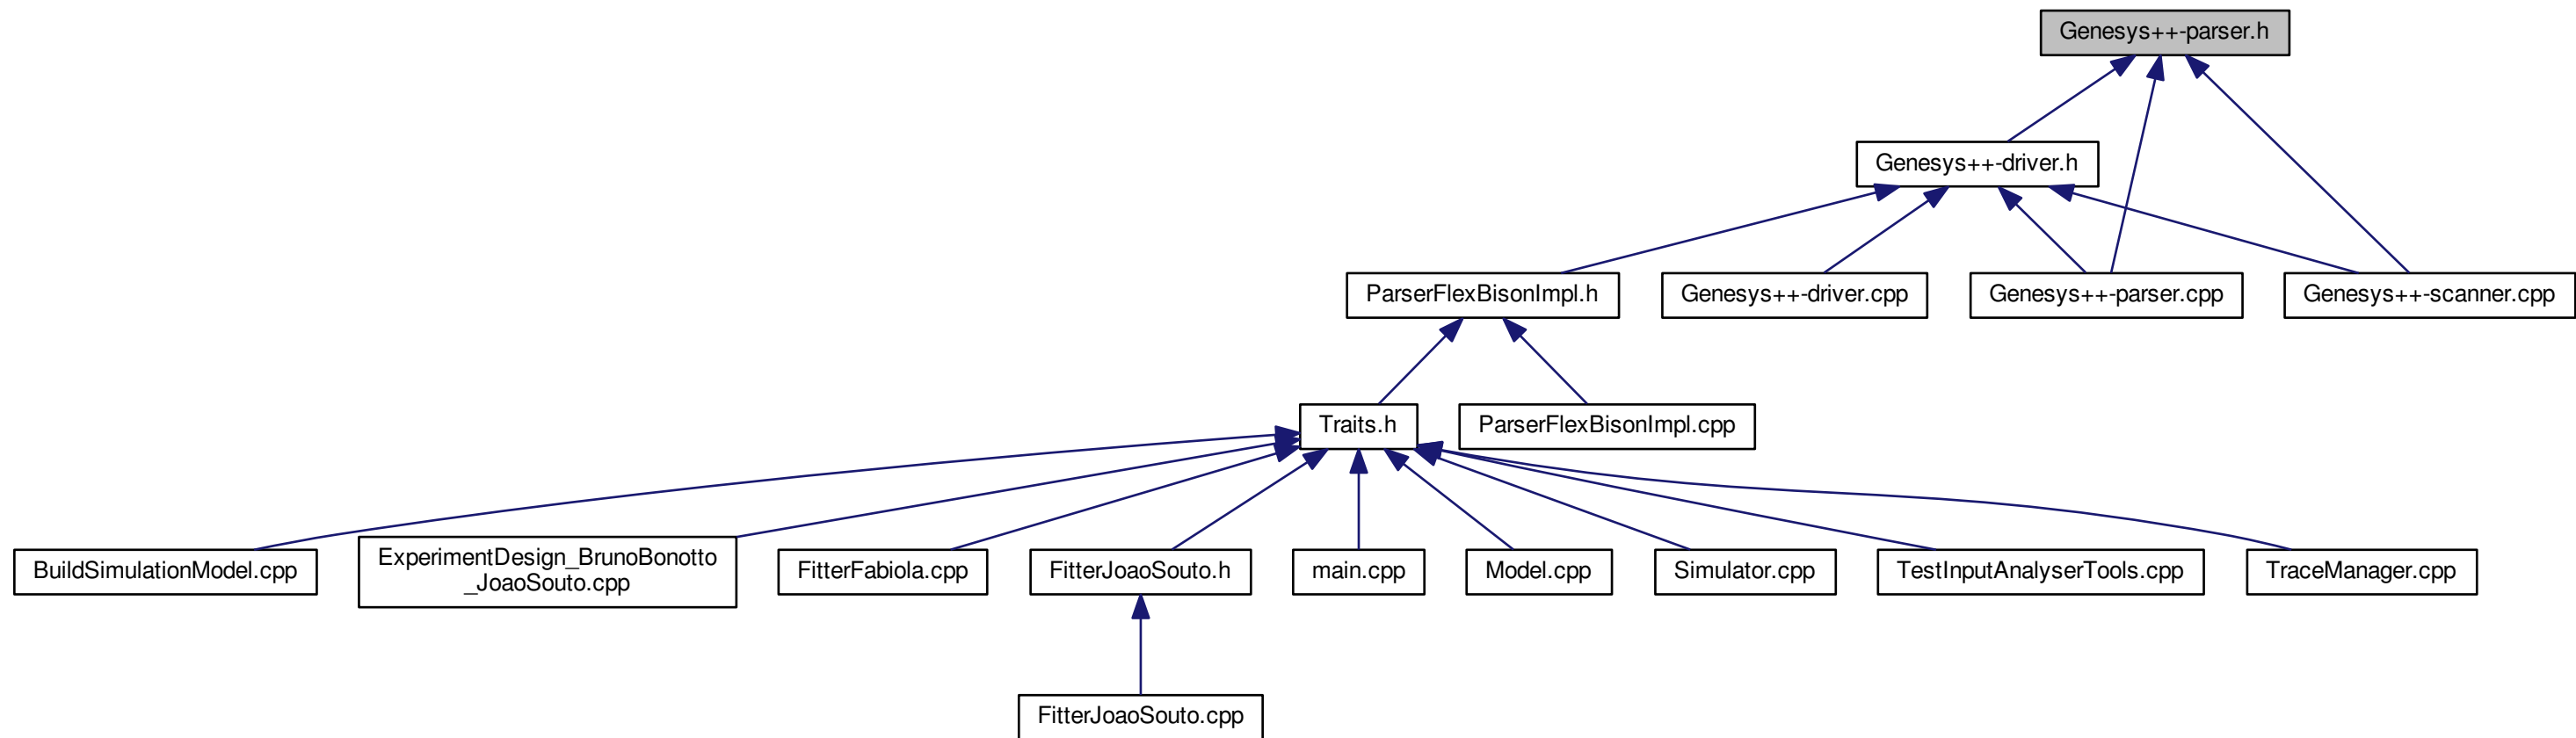 Genesys++-parser.h
Genesys++-driver.h
ParserFlexBisonImpl.h
Genesys++-driver.cpp
Genesys++-parser.cpp
Genesys++-scanner.cpp
Traits.h
ParserFlexBisonImpl.cpp
BuildSimulationModel.cpp
ExperimentDesign_BrunoBonotto
_JoaoSouto.cpp
FitterFabiola.cpp
FitterJoaoSouto.h
main.cpp
Model.cpp
Simulator.cpp
TestInputAnalyserTools.cpp
TraceManager.cpp
FitterJoaoSouto.cpp